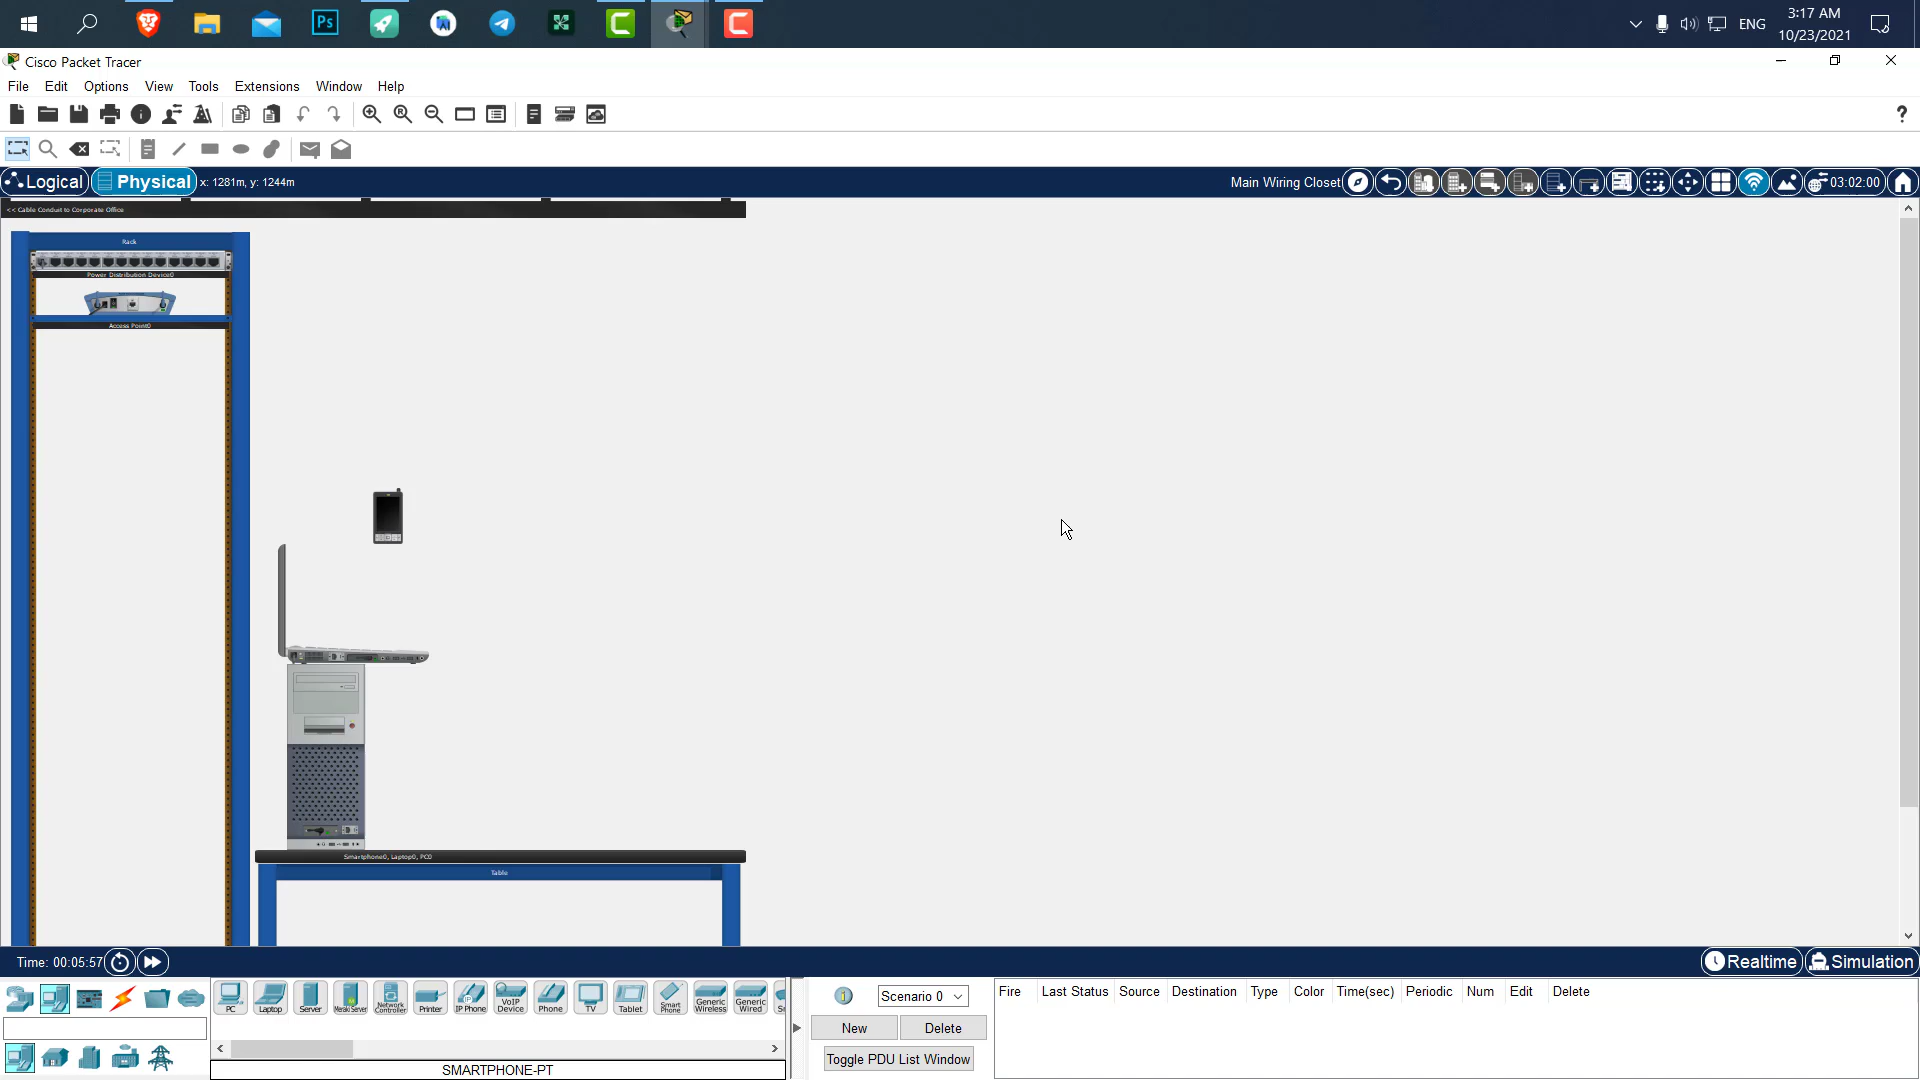 Ps
ENG
3:17 AM
10/23/2021
Cisco Packet Tracer
File Edit Options View Tools Extensions Window Help
Logical Physical x: 1281m, y: 1244m Main Wiring Closet 03:02:00
<< Cable Conduit to Corporate Office
Rack
Power Distribution Device0
Access Point0
Smartphone0, Laptop0, PC0
Table
Time: 00:05:57 Realtime Simulation
PC Laptop Server Meraki Server Network Controller Printer IP Phone VoIP Device Phone TV Tablet Smart Phone Generic Wireless Generic Wired
SMARTPHONE-PT
Scenario 0
New Delete
Toggle PDU List Window
Fire Last Status Source Destination Type Color Time(sec) Periodic Num Edit Delete